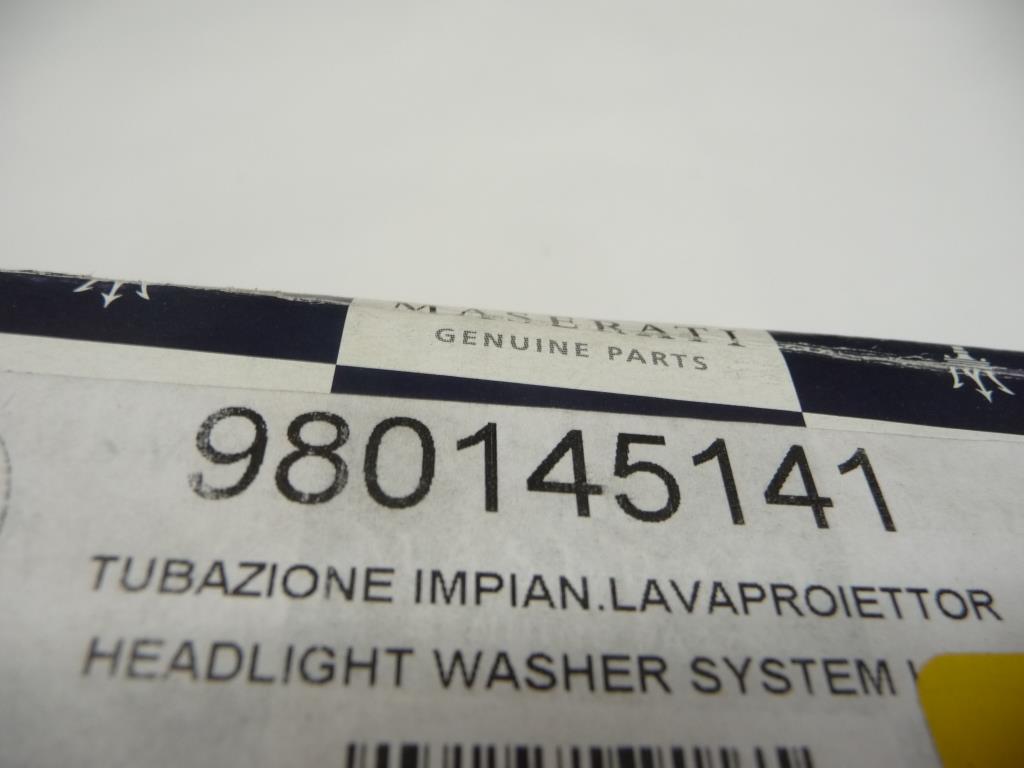 MASERATI
GENUINE PARTS
980145141
TUBAZIONE IMPIAN.LAVAPROIETTOR
HEADLIGHT WASHER SYSTEM